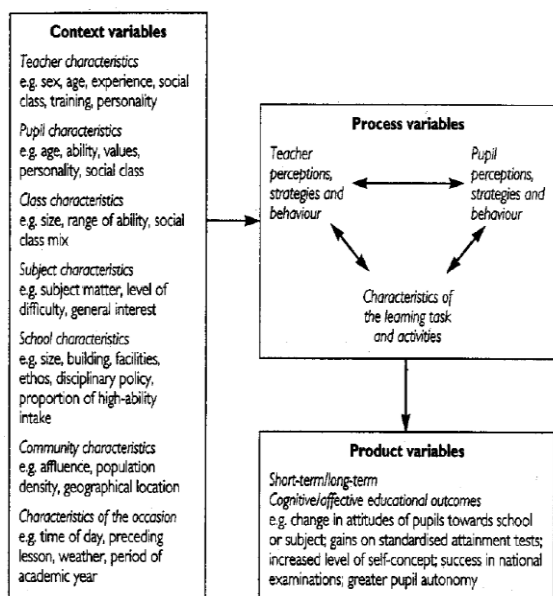 Context variables
Teacher characteristics
e.g. sex, age, experience, social
class, training, personality
Pupil characteristics
e.g. age, ability, values,
personality, social class
Class characteristics
e.g. size, range of ability, social
class mix
Subject characteristics
e.g. subject matter, level of
difficulty, general interest
School characteristics
e.g. size, building, facilities,
ethos, disciplinary policy,
proportion of high-ability
intake
Community characteristics
e.g. affluence, population
density, geographical location
Characteristics of the occasion
e.g. time of day, preceding
lesson, weather, period of
academic year
Process variables
Teacher
perceptions,
strategies and
behaviour
Pupil
perceptions,
strategies and
behaviour
Characteristics of
the learning task
and activities
Product variables
Short-term/long-term
Cognitive/affective educational outcomes
e.g. change in attitudes of pupils towards school
or subject; gains on standardised attainment tests;
increased level of self-concept; success in national
examinations; greater pupil autonomy